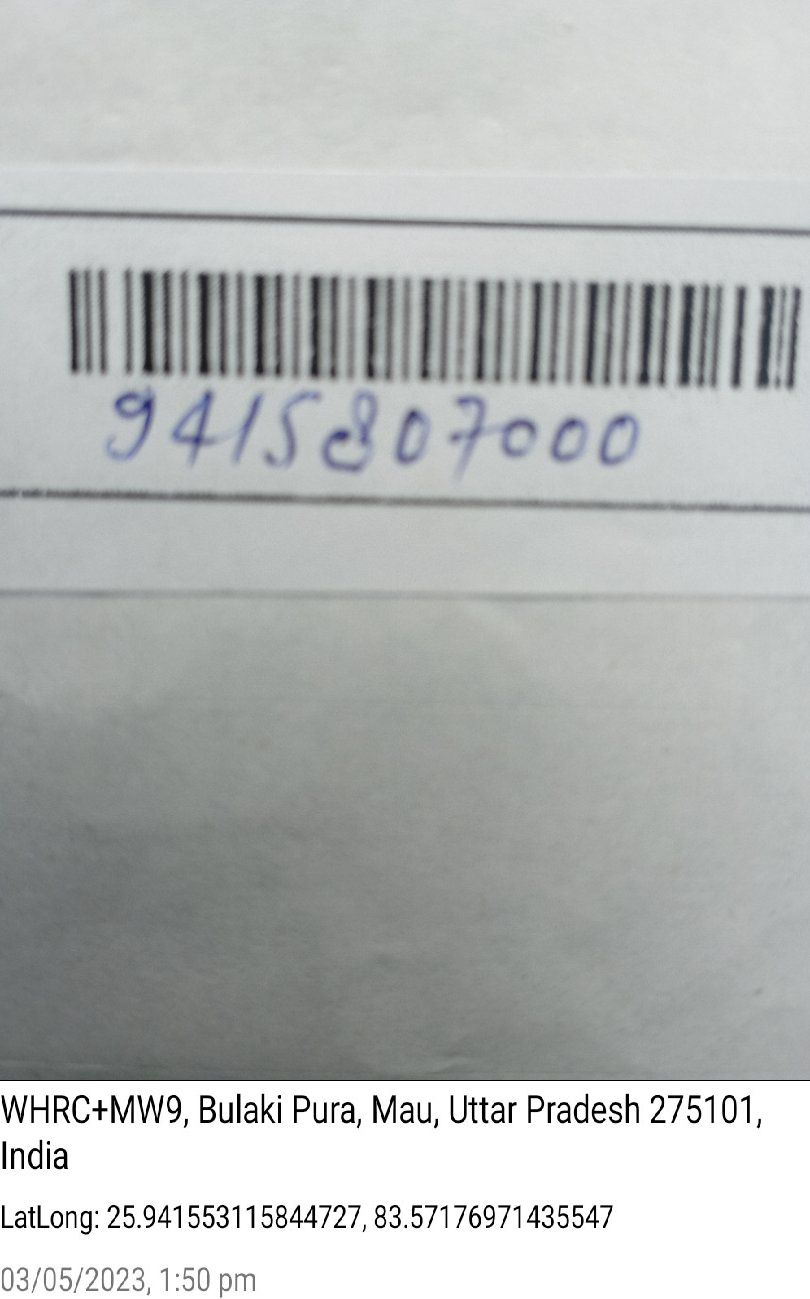 9415807000
WHRC+MW9, Bulaki Pura, Mau, Uttar Pradesh 275101,
India
LatLong: 25.941553115844727, 83.57176971435547
03/05/2023, 1:50 pm